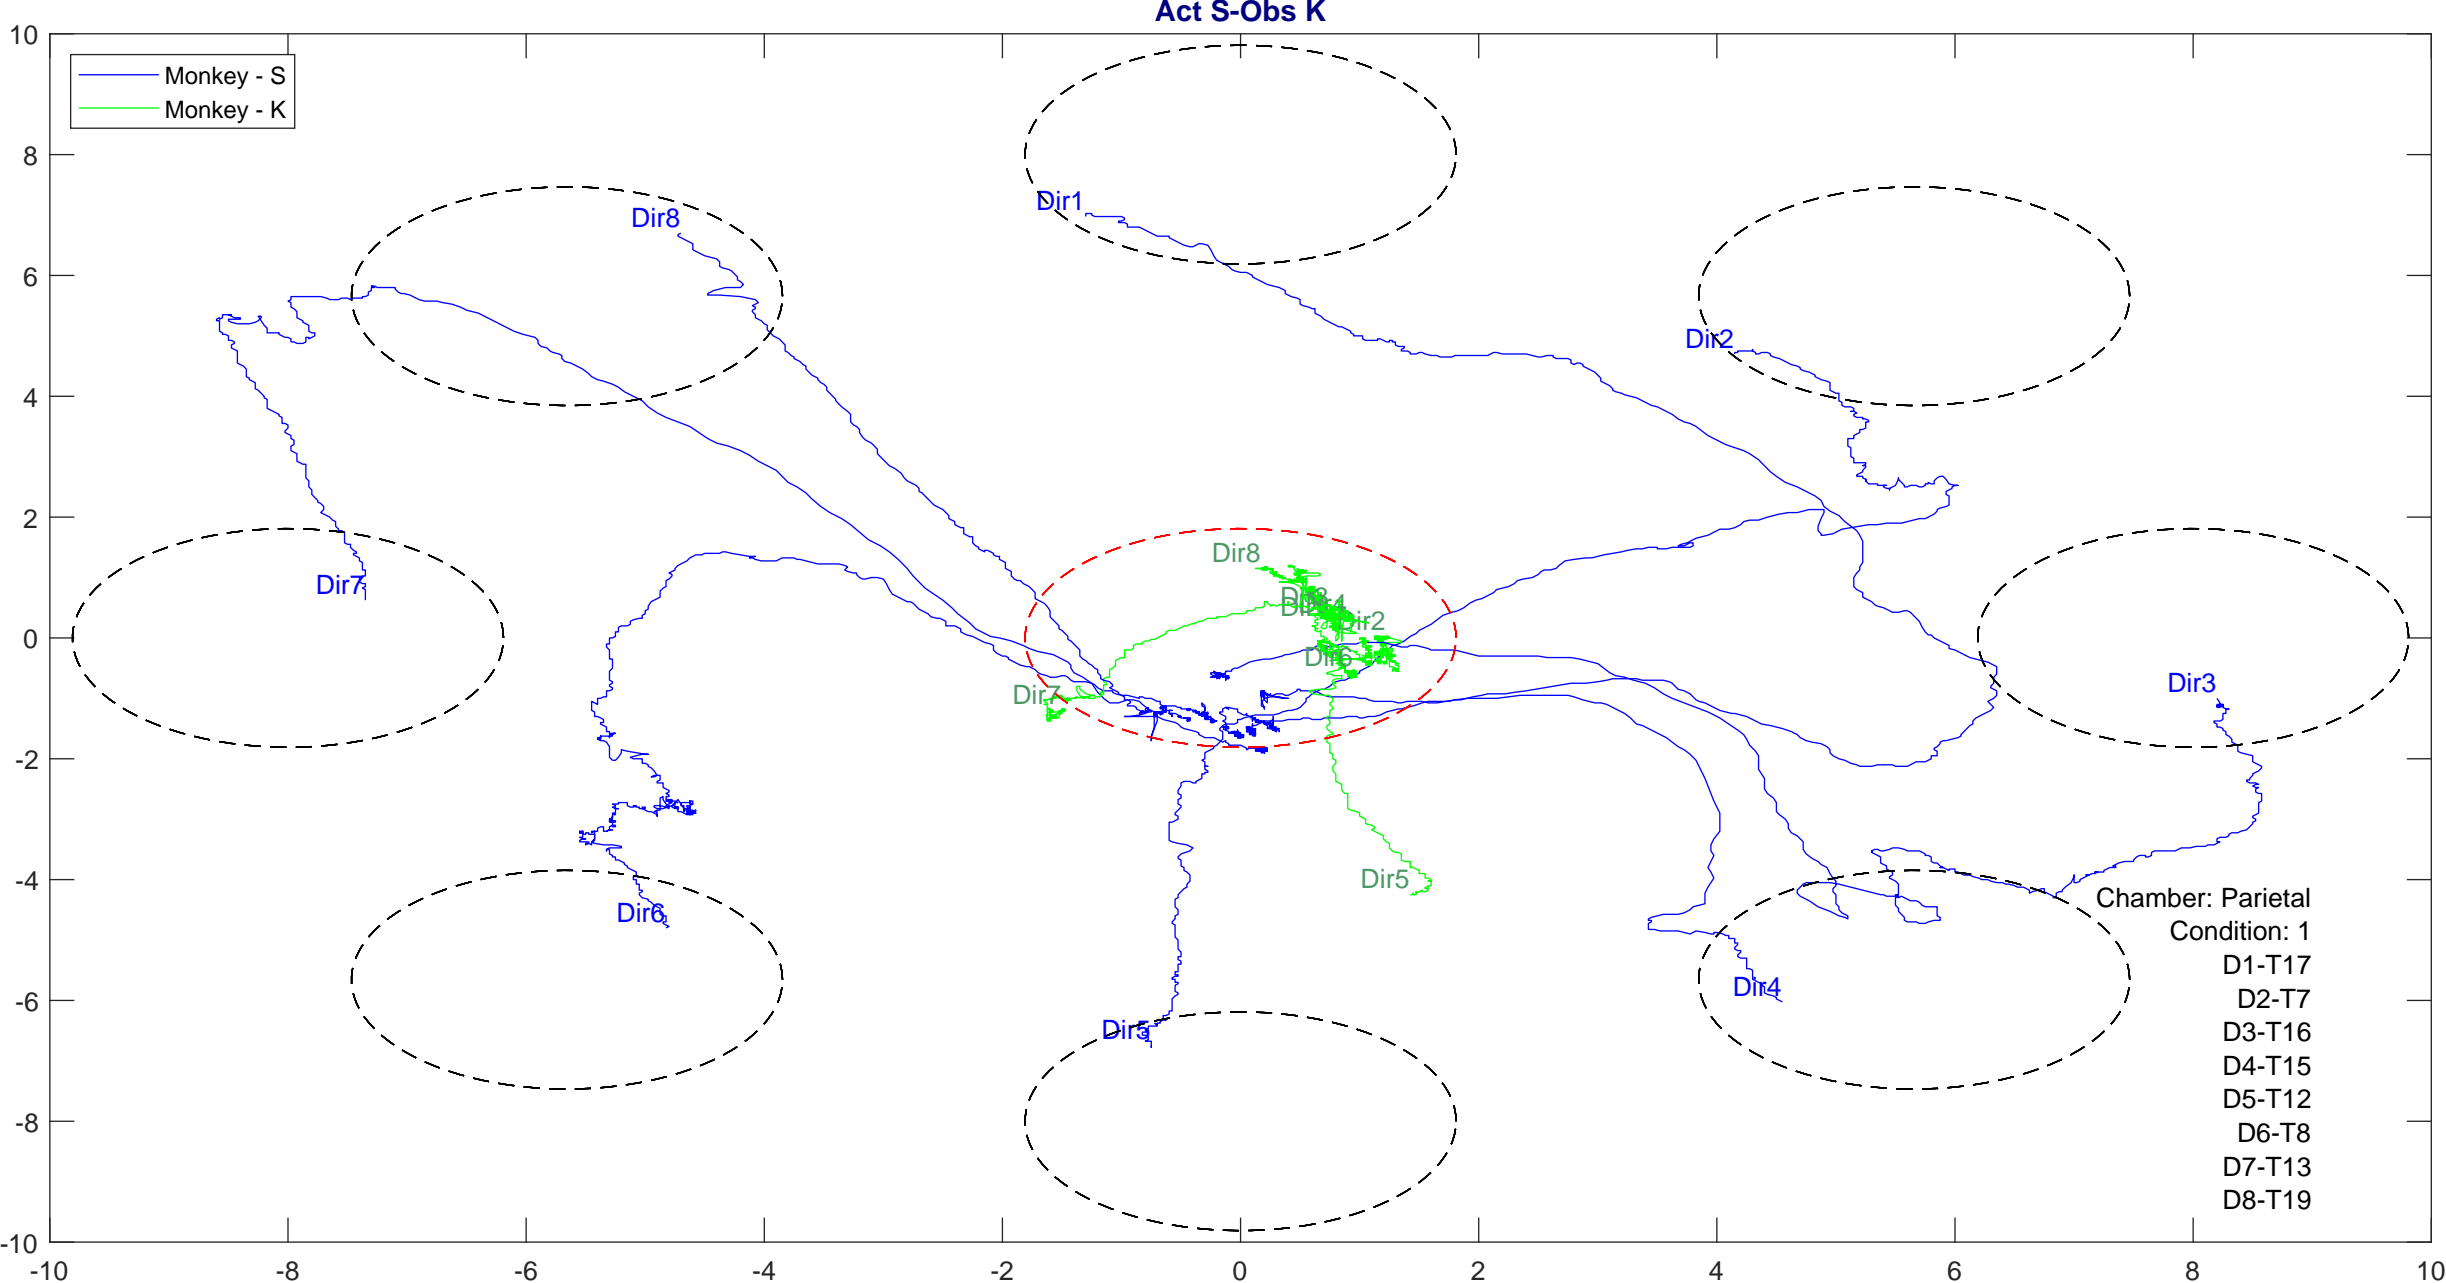 Act S-Obs K
Monkey - S
Monkey - K
10
8
6
4
2
0
-2
-4
-6
-8
-10
-10
-8
-6
-4
-2
0
2
4
6
8
10
Dir1
Dir8
Dir2
Dir7
Dir3
Dir6
Dir4
Dir5
Dir8
Dir2
Dir6
Dir7
Dir5
Chamber: Parietal
Condition: 1
D1-T17
D2-T7
D3-T16
D4-T15
D5-T12
D6-T8
D7-T13
D8-T19